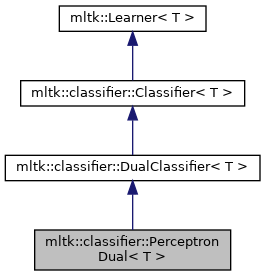 mltk::Learner< T >
mltk::classifier::Classifier< T >
mltk::classifier::DualClassifier< T >
mltk::classifier::Perceptron
Dual< T >